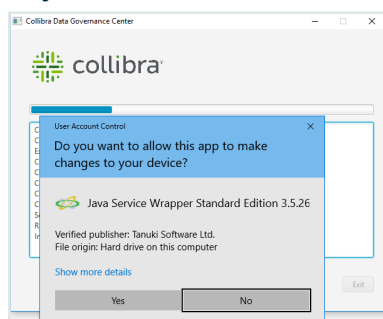 Collibra Data Governance Center
collibra
User Account Control
Do you want to allow this app to make
changes to your device?
Java Service Wrapper Standard Edition 3.5.26
Verified publisher: Tanuki Software Ltd.
File origin: Hard drive on this computer
Show more details
Yes
No
Exit